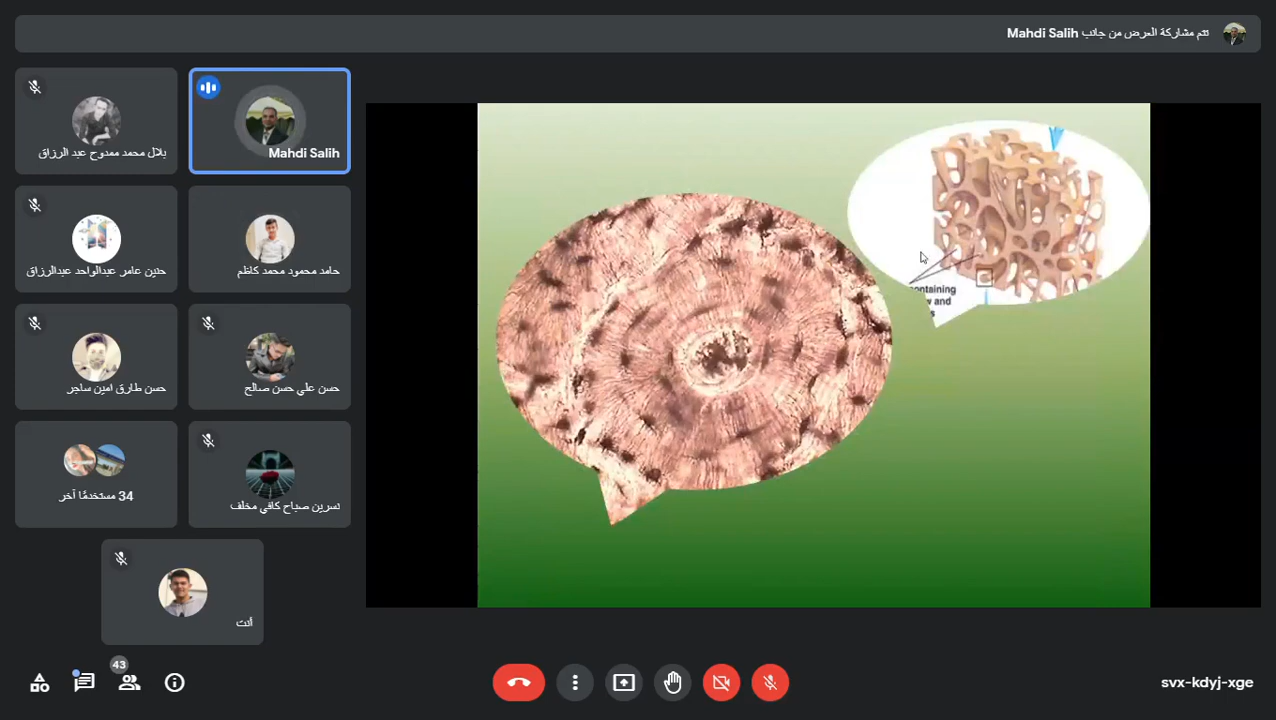 تتم مشاركة العرض من جانب Mahdi Salih
Mahdi Salih
بلال محمد ممدوح عبد الرزاق
حامد محمود محمد كاظم
حنين عامر عبدالواحد عبدالرزاق
حسن علي حسن صالح
حسن طارق امين ساجر
نسرين صباح كافي مخلف
34 مستخدمًا آخر
أنت
containing
and
43
svx-kdyj-xge